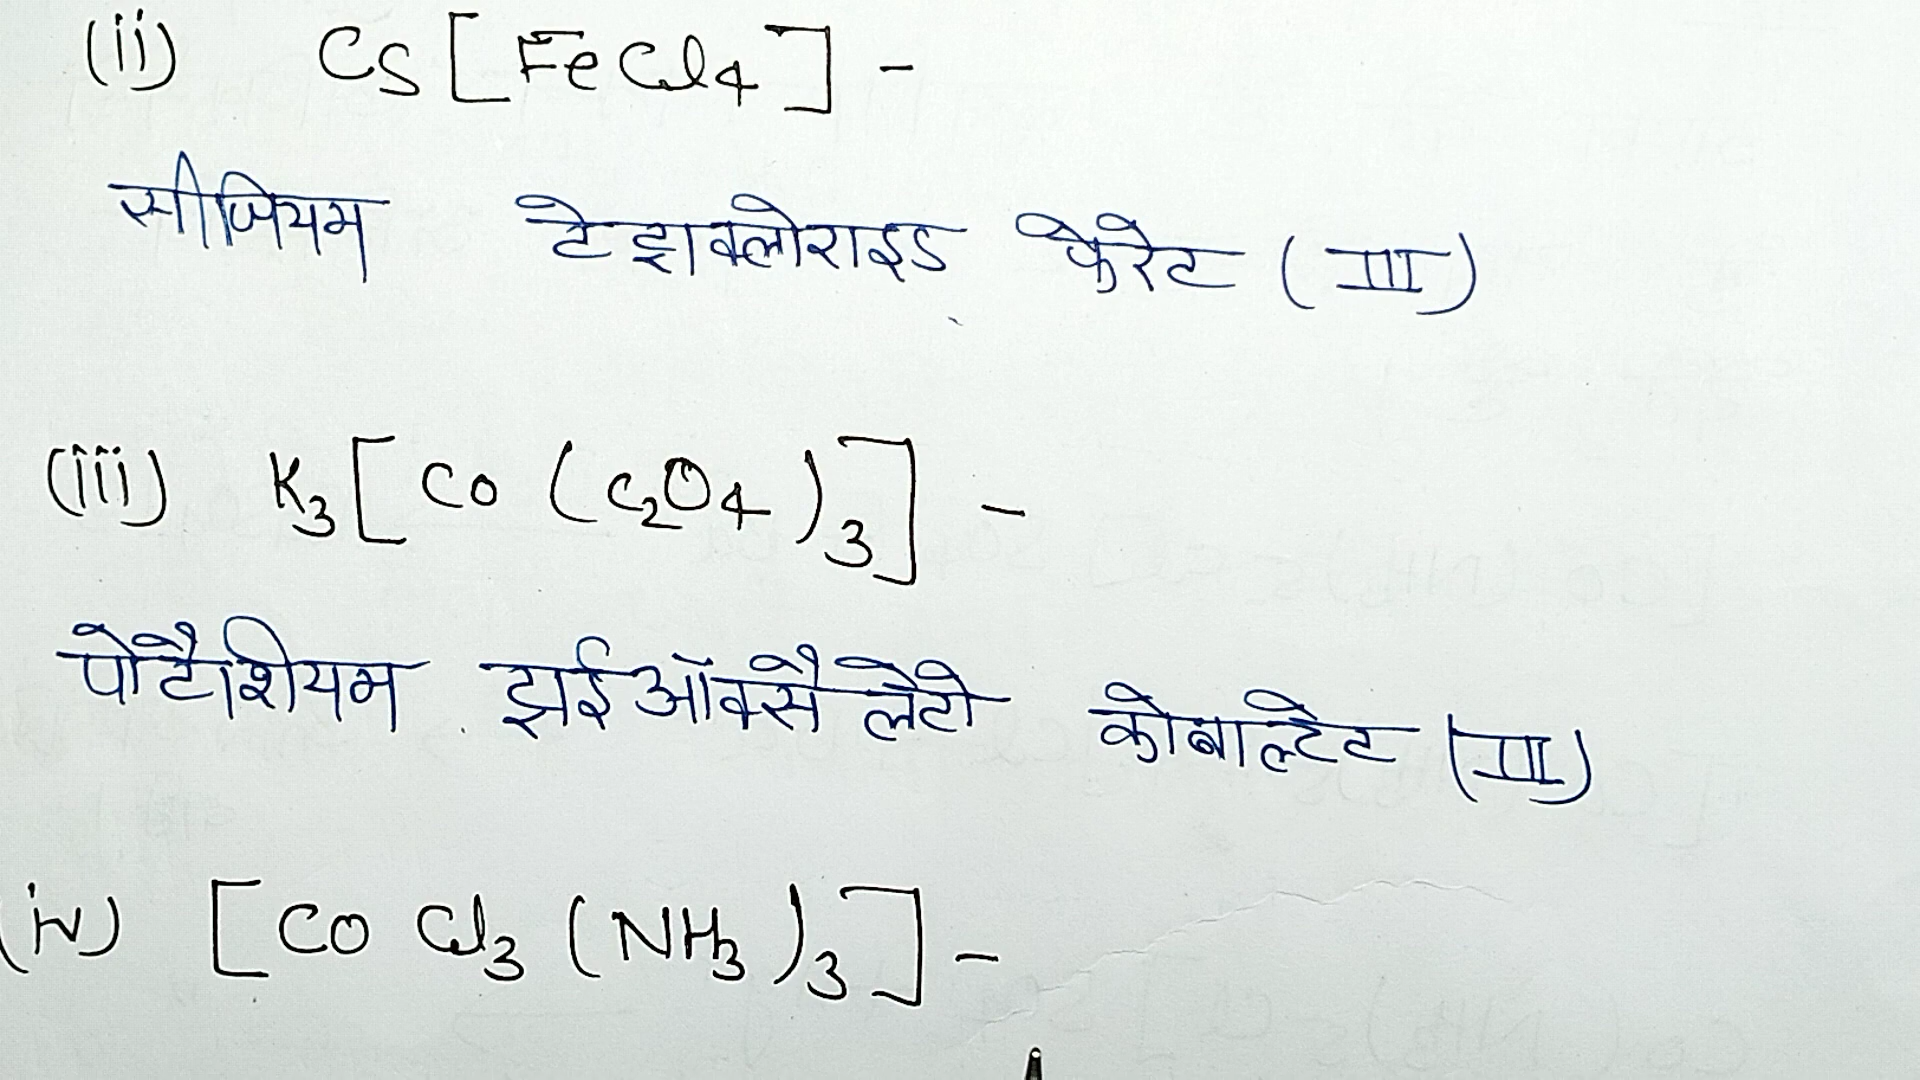 (ii) Cs[FeCl4] -
सीजियम टेट्राक्लोराइड फेरेट (III)
(iii) K3[Co(C2O4)3] -
पोटैशियम ट्राईऑक्सैलेटो कोबाल्टेट (III)
(iv) [CoCl3(NH3)3] -